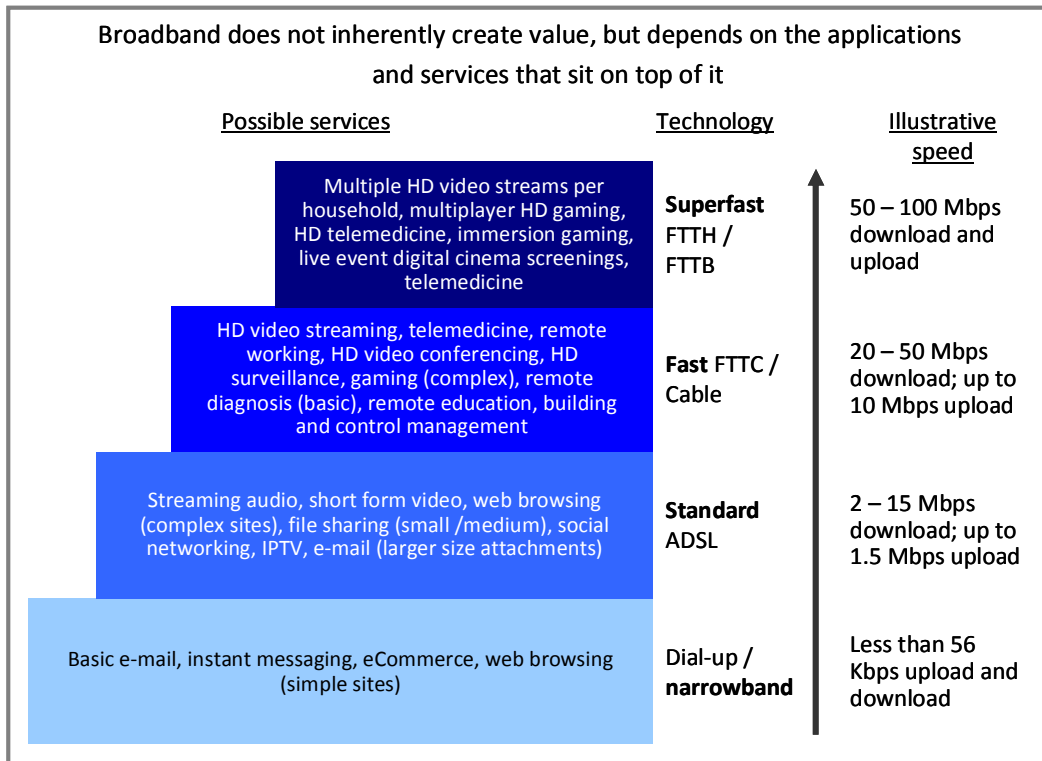 Broadband does not inherently create value, but depends on the applications
and services that sit on top of it
Possible services
Technology
Illustrative
speed
Multiple HD video streams per
household, multiplayer HD gaming,
HD telemedicine, immersion gaming,
live event digital cinema screenings,
telemedicine
Superfast
FTTH /
FTTB
50 – 100 Mbps
download and
upload
HD video streaming, telemedicine, remote
working, HD video conferencing, HD
surveillance, gaming (complex), remote
diagnosis (basic), remote education, building
and control management
Fast FTTC /
Cable
20 – 50 Mbps
download; up to
10 Mbps upload
Streaming audio, short form video, web browsing
(complex sites), file sharing (small /medium), social
networking, IPTV, e-mail (larger size attachments)
Standard
ADSL
2 – 15 Mbps
download; up to
1.5 Mbps upload
Basic e-mail, instant messaging, eCommerce, web browsing
(simple sites)
Dial-up /
narrowband
Less than 56
Kbps upload and
download